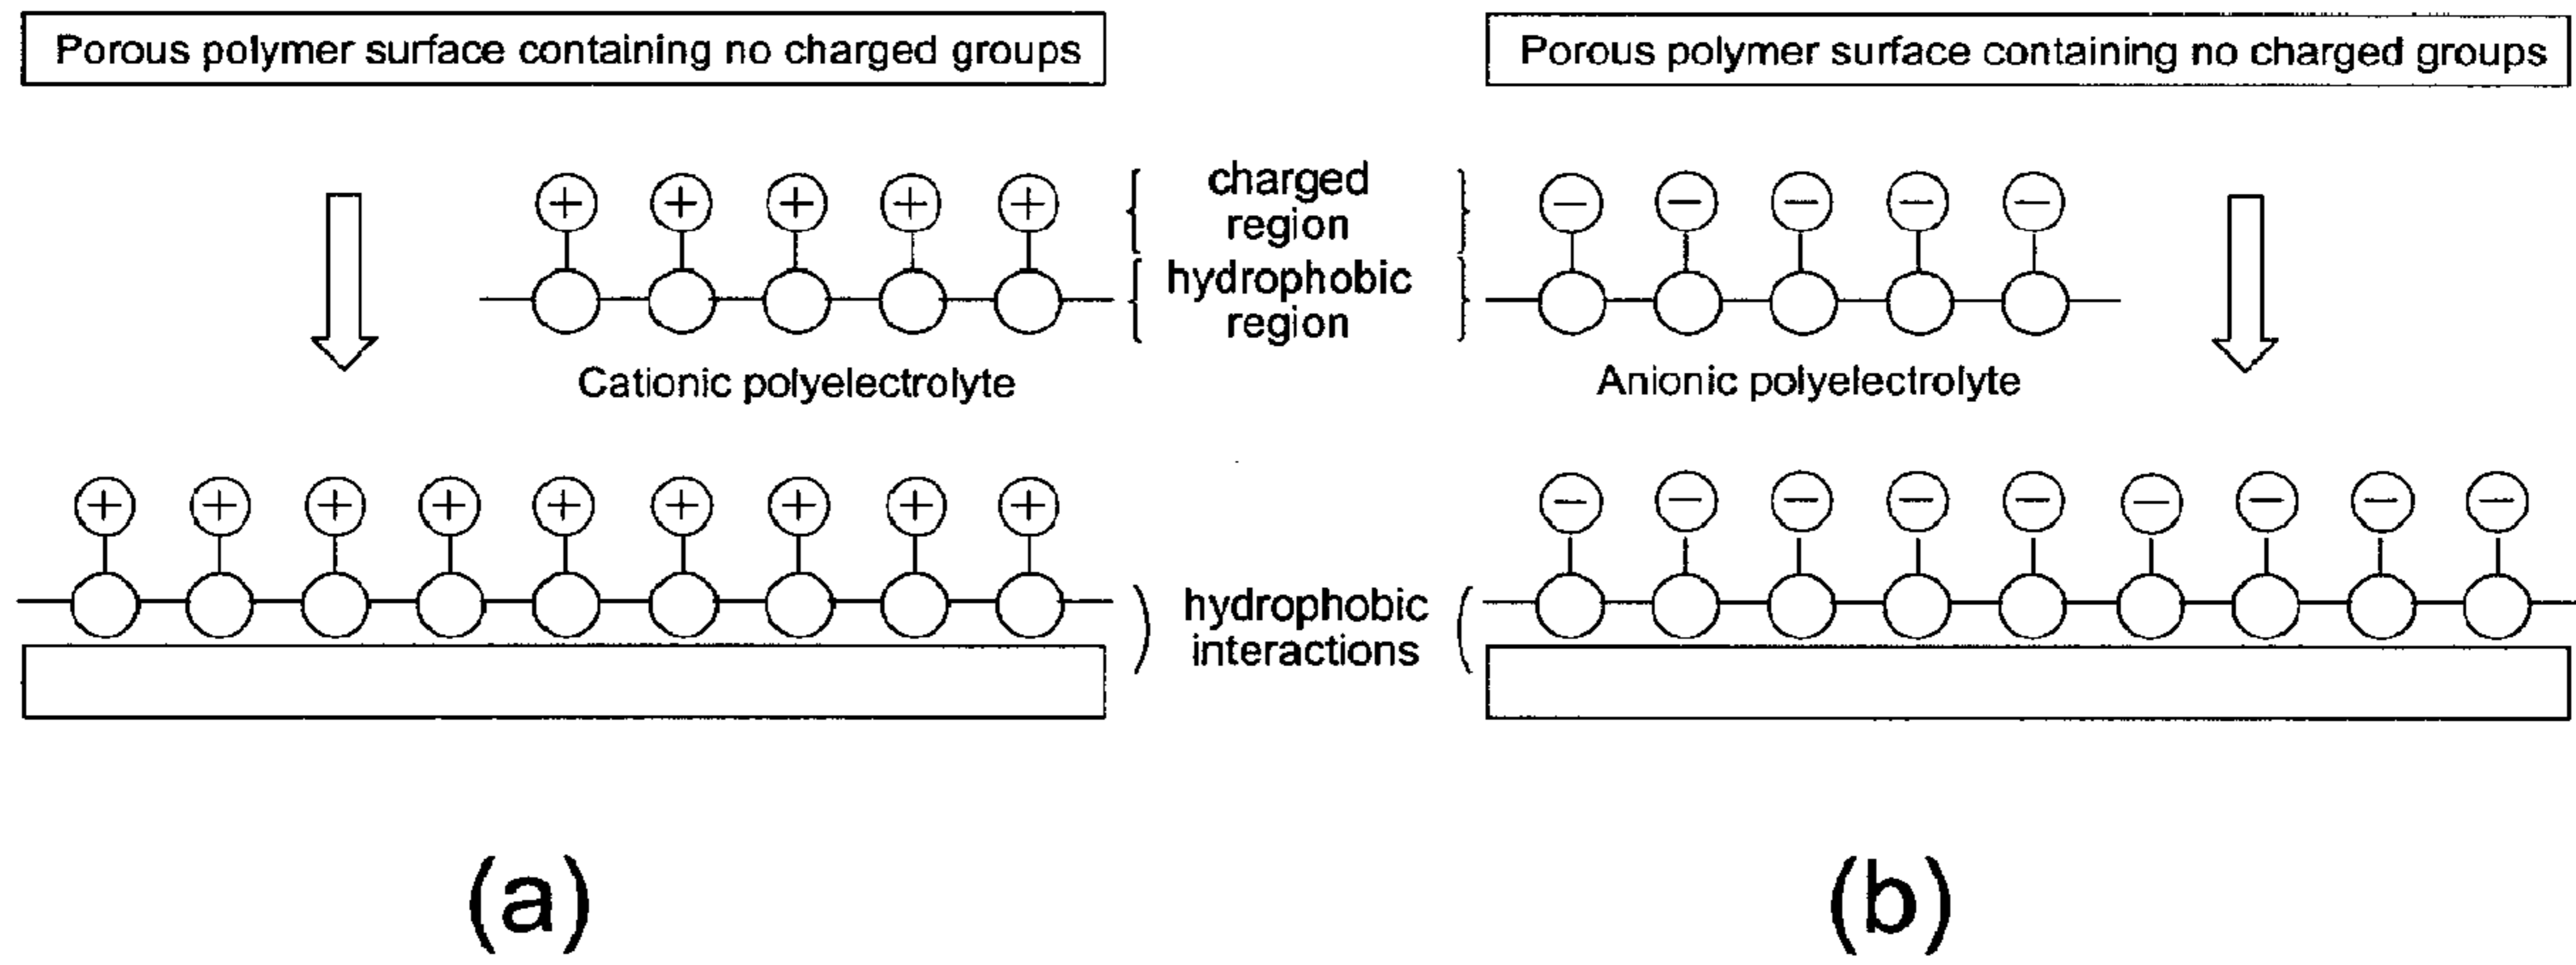 Porous polymer surface containing no charged groups
Porous polymer surface containing no charged groups
+ + + + +
charged
region
− − − − −
hydrophobic
region
Cationic polyelectrolyte
Anionic polyelectrolyte
+ + + + + + + + +
− − − − − − − − −
hydrophobic
interactions
(a)
(b)